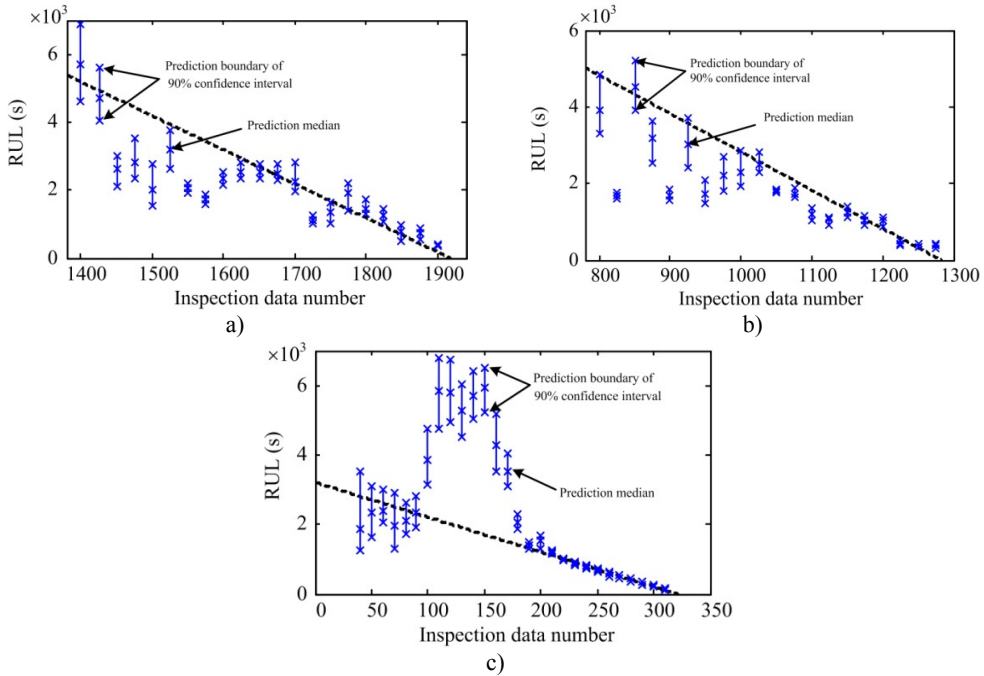 ×10³
6
4
2
0
RUL (s)
Prediction boundary of
90% confidence interval
Prediction median
1400 1500 1600 1700 1800 1900
Inspection data number
a)
×10³
6
4
2
0
RUL (s)
Prediction boundary of
90% confidence interval
Prediction median
800 900 1000 1100 1200 1300
Inspection data number
b)
×10³
6
4
2
0
RUL (s)
Prediction boundary of
90% confidence interval
Prediction median
0 50 100 150 200 250 300 350
Inspection data number
c)